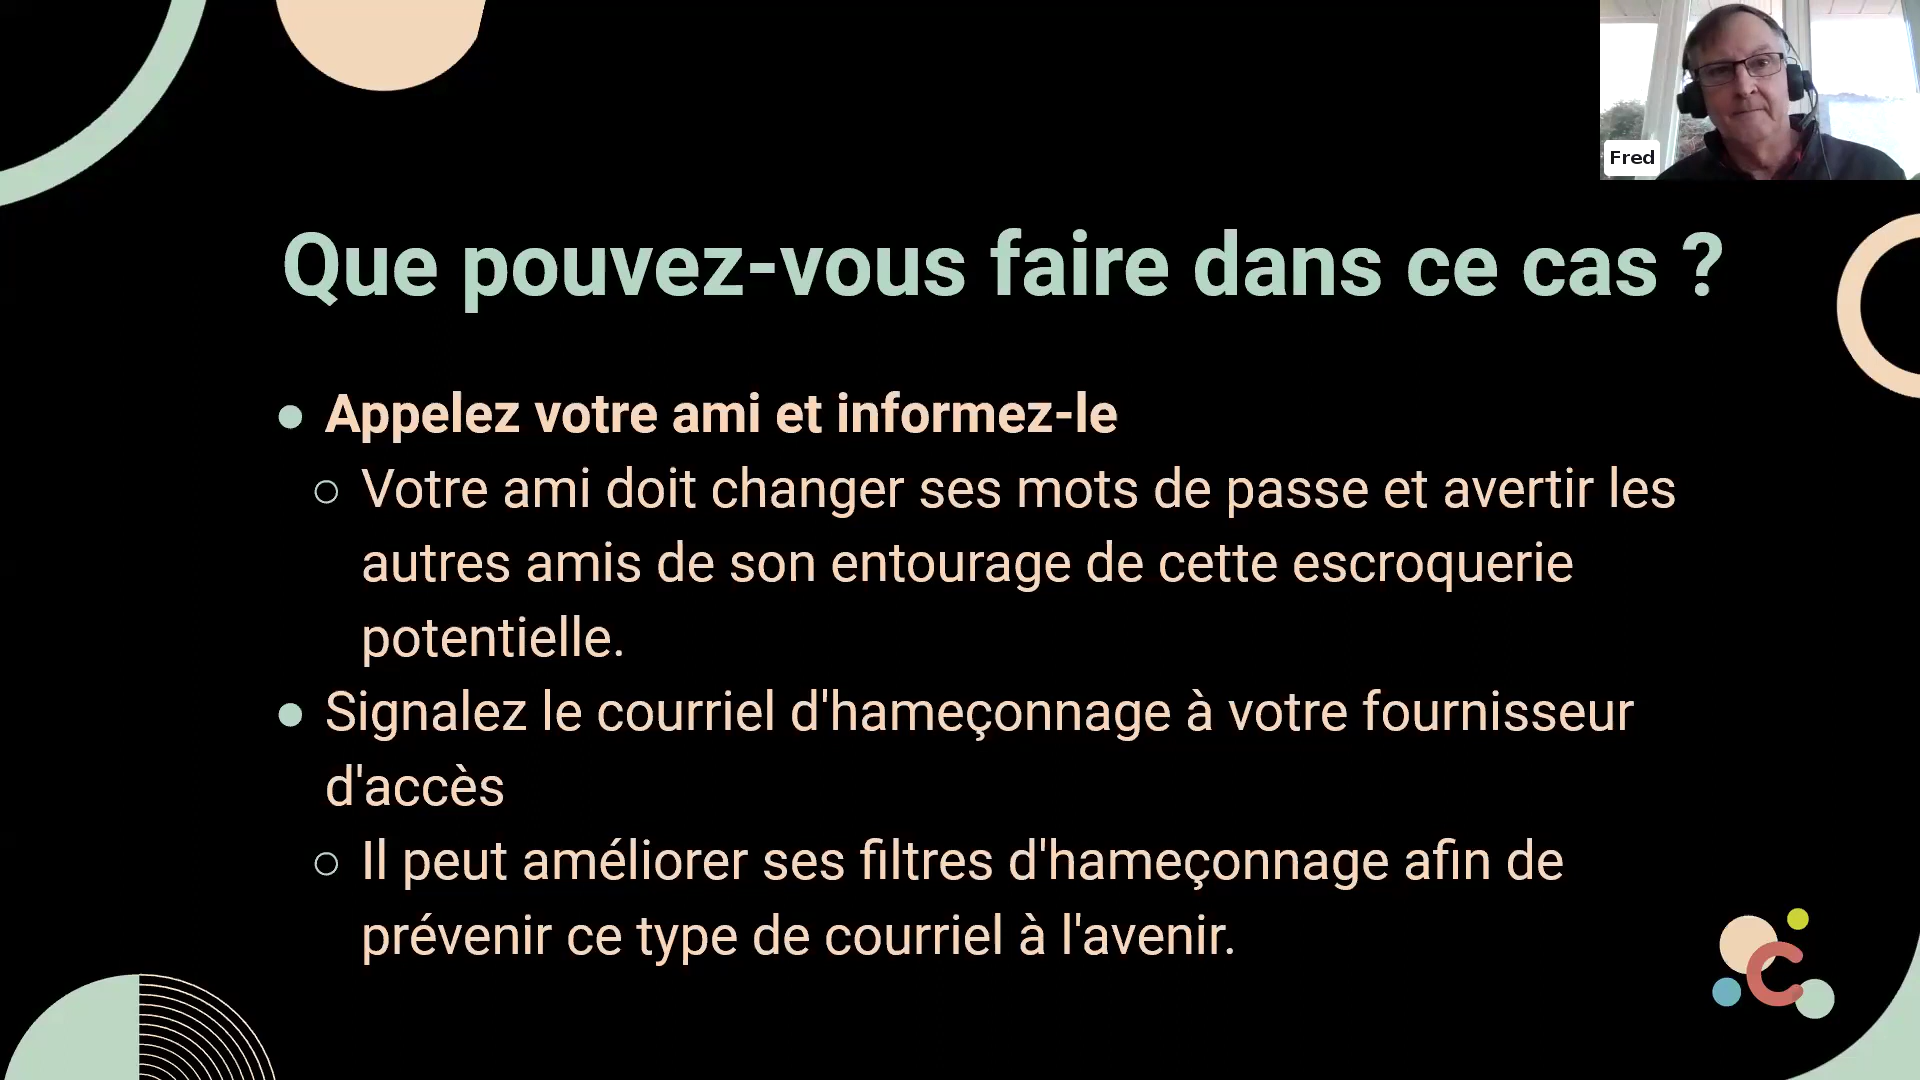 Fred
Que pouvez-vous faire dans ce cas ?
● Appelez votre ami et informez-le
○ Votre ami doit changer ses mots de passe et avertir les
autres amis de son entourage de cette escroquerie
potentielle.
● Signalez le courriel d'hameçonnage à votre fournisseur
d'accès
○ Il peut améliorer ses filtres d'hameçonnage afin de
prévenir ce type de courriel à l'avenir.